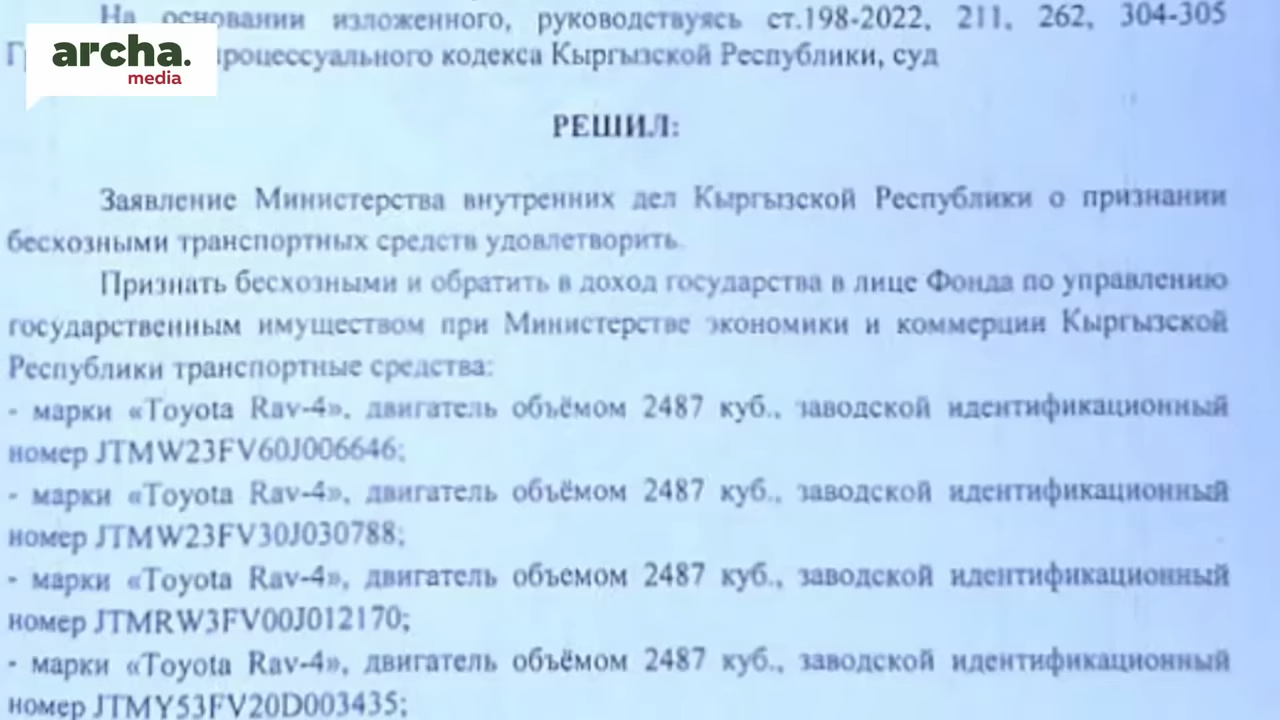 На основании изложенного, руководствуясь ст.198-2022, 211, 262, 304-305
archa.
media
процессуального кодекса Кыргызской Республики, суд
РЕШИЛ:
Заявление Министерства внутренних дел Кыргызской Республики о признании
бесхозными транспортных средств удовлетворить.
Признать бесхозными и обратить в доход государства в лице Фонда по управлению
государственным имуществом при Министерстве экономики и коммерции Кыргызской
Республики транспортные средства:
- марки «Toyota Rav-4», двигатель объёмом 2487 куб., заводской идентификационный
номер JTMW23FV60J006646;
- марки «Toyota Rav-4», двигатель объёмом 2487 куб., заводской идентификационный
номер JTMW23FV30J030788;
- марки «Toyota Rav-4», двигатель объемом 2487 куб., заводской идентификационный
номер JTMRW3FV00J012170;
- марки «Toyota Rav-4», двигатель объёмом 2487 куб., заводской идентификационный
номер JTMY53FV20D003435;